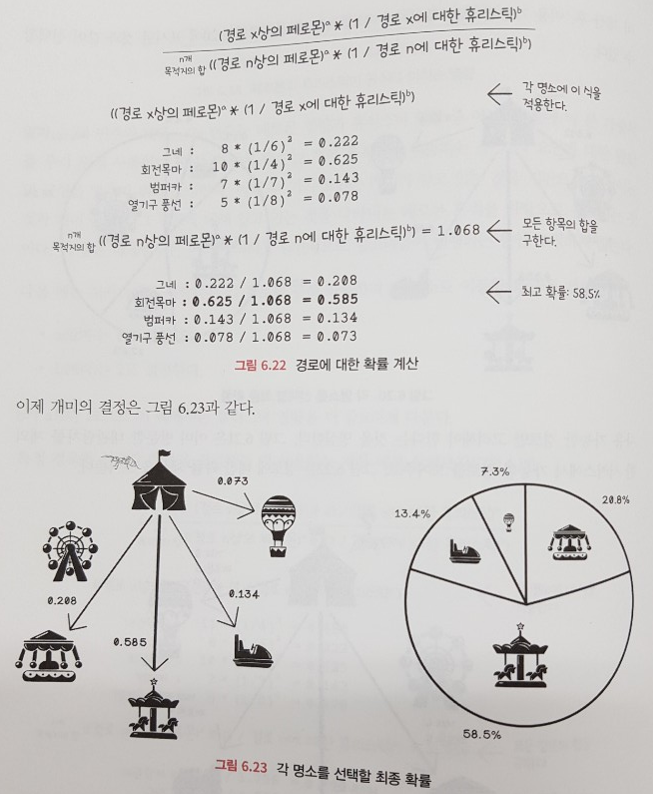 (경로 x상의 페로몬)ᵃ * (1 / 경로 x에 대한 휴리스틱)ᵇ
n개
목적지의 합 ((경로 n상의 페로몬)ᵃ * (1 / 경로 n에 대한 휴리스틱)ᵇ)
((경로 x상의 페로몬)ᵃ * (1 / 경로 x에 대한 휴리스틱)ᵇ)
각 명소에 이 식을
적용한다.
그네 : 8 * (1/6)² = 0.222
회전목마 : 10 * (1/4)² = 0.625
범퍼카 : 7 * (1/7)² = 0.143
열기구 풍선 : 5 * (1/8)² = 0.078
n개
목적지의 합 ((경로 n상의 페로몬)ᵃ * (1 / 경로 n에 대한 휴리스틱)ᵇ) = 1.068
모든 항목의 합을
구한다.
그네 : 0.222 / 1.068 = 0.208
회전목마 : 0.625 / 1.068 = 0.585
범퍼카 : 0.143 / 1.068 = 0.134
열기구 풍선 : 0.078 / 1.068 = 0.073
최고 확률: 58.5%
그림 6.22 경로에 대한 확률 계산
이제 개미의 결정은 그림 6.23과 같다.
0.073
0.208
0.585
0.134
7.3%
13.4%
20.8%
58.5%
그림 6.23 각 명소를 선택할 최종 확률